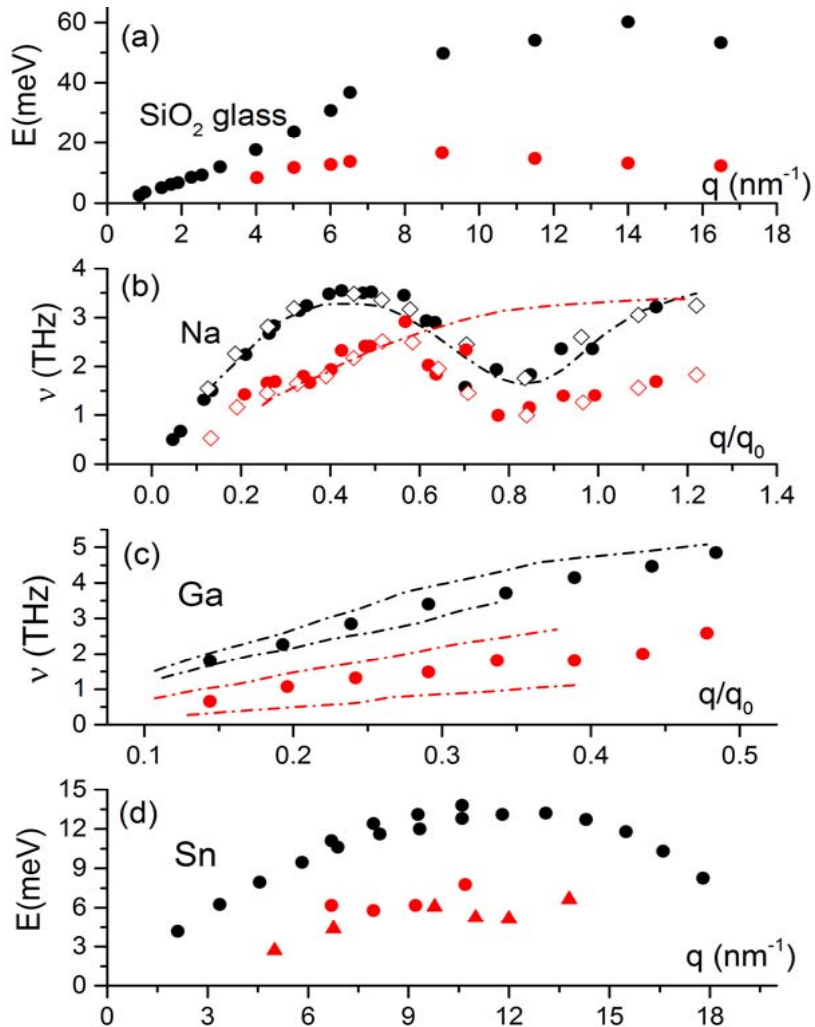 (a)
SiO2 glass
E(meV)
60
40
20
0
q (nm-1)
0 2 4 6 8 10 12 14 16 18
(b)
Na
ν (THz)
4
3
2
1
0
q/q0
0.0 0.2 0.4 0.6 0.8 1.0 1.2 1.4
(c)
Ga
ν (THz)
5
4
3
2
1
0
q/q0
0.1 0.2 0.3 0.4 0.5
(d)
Sn
E(meV)
15
12
9
6
3
0
q (nm-1)
0 3 6 9 12 15 18